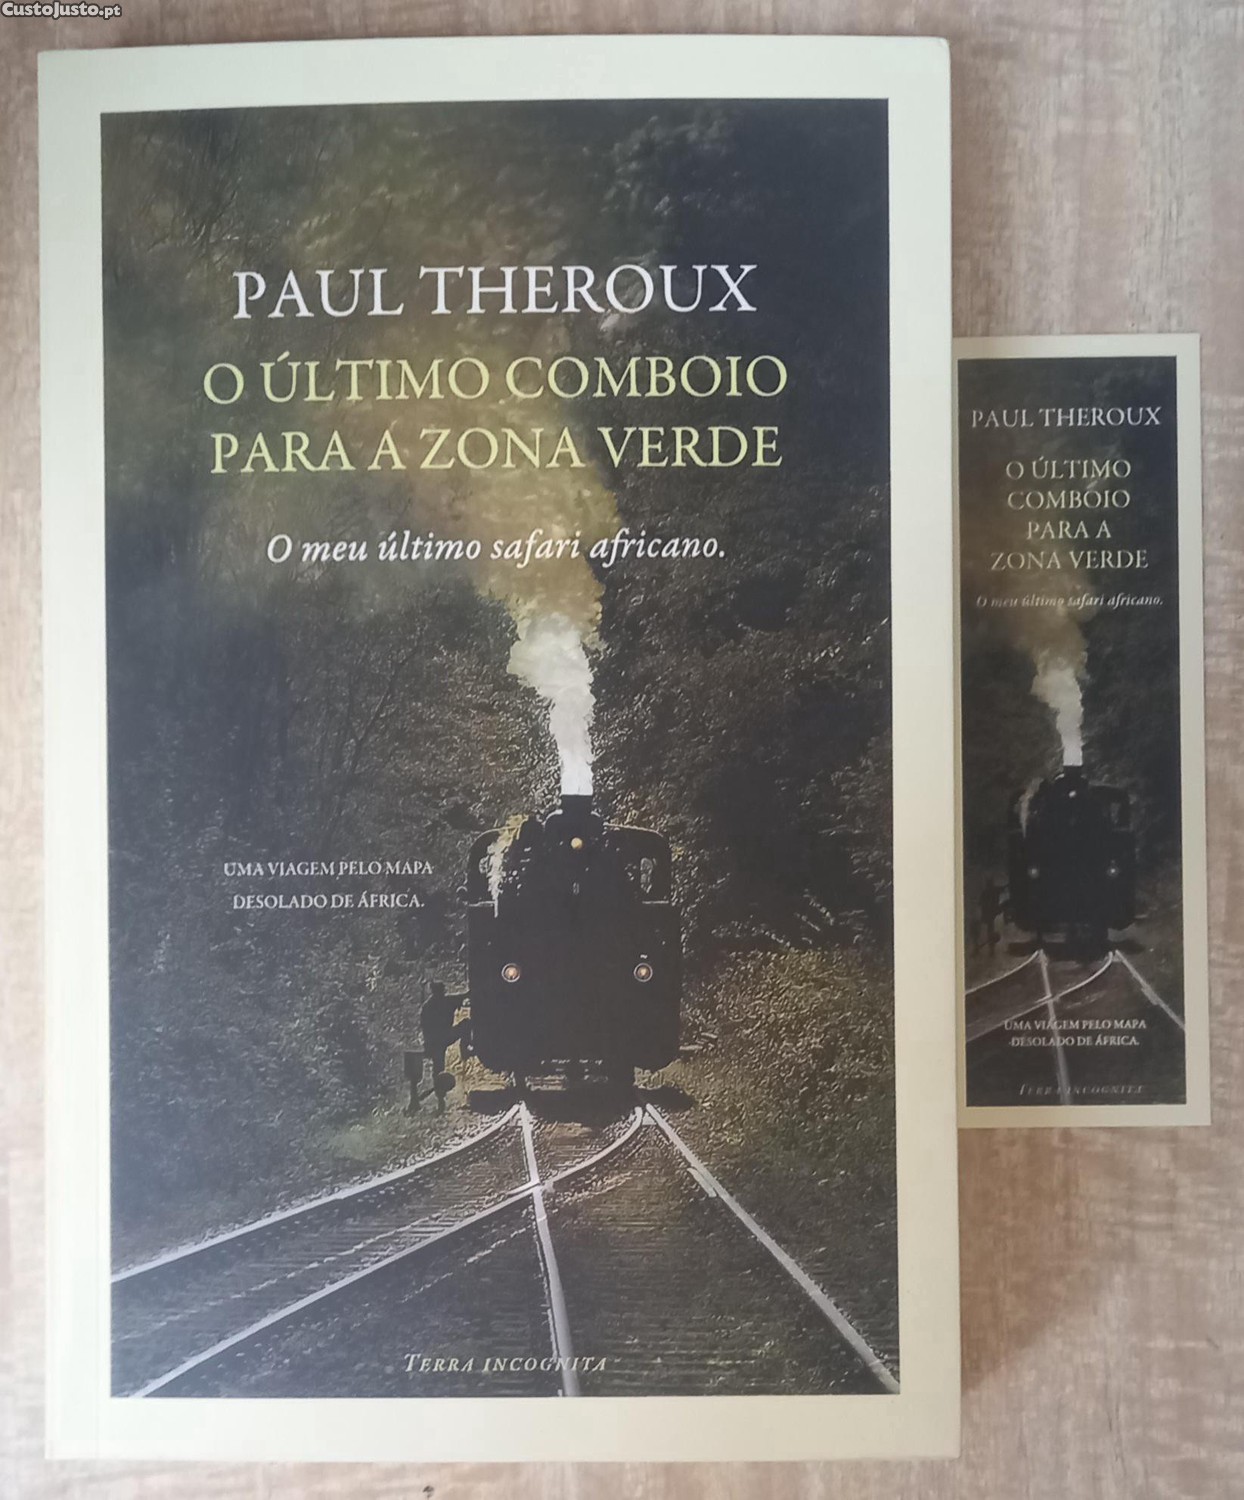 CustoJusto.pt
PAUL THEROUX
O ÚLTIMO COMBOIO
PARA A ZONA VERDE
O meu último safari africano.
UMA VIAGEM PELO MAPA
DESOLADO DE ÁFRICA.
TERRA INCOGNITA
PAUL THEROUX
O ÚLTIMO
COMBOIO
PARA A
ZONA VERDE
O meu último safari africano.
UMA VIAGEM PELO MAPA
DESOLADO DE ÁFRICA.
TERRA INCOGNITA